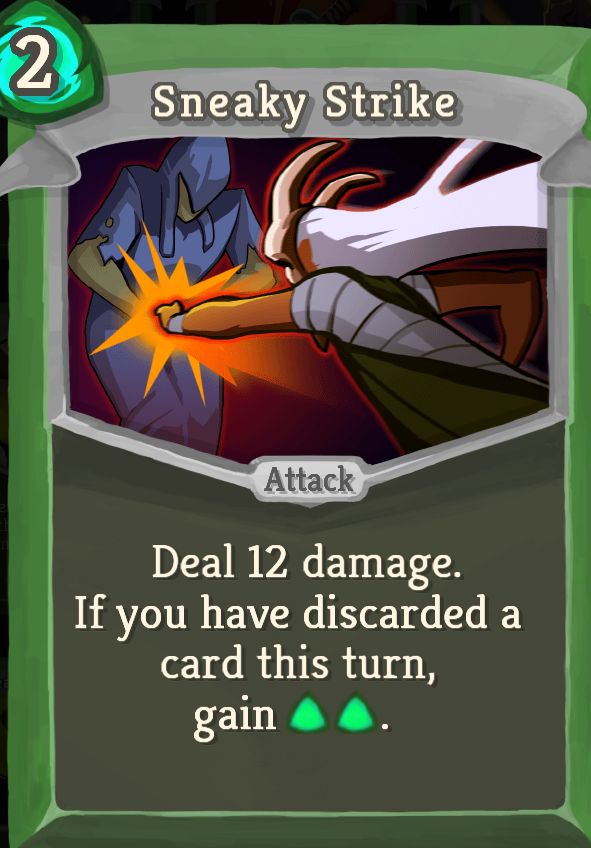 2
Sneaky Strike
Attack
Deal 12 damage.
If you have discarded a
card this turn,
gain .